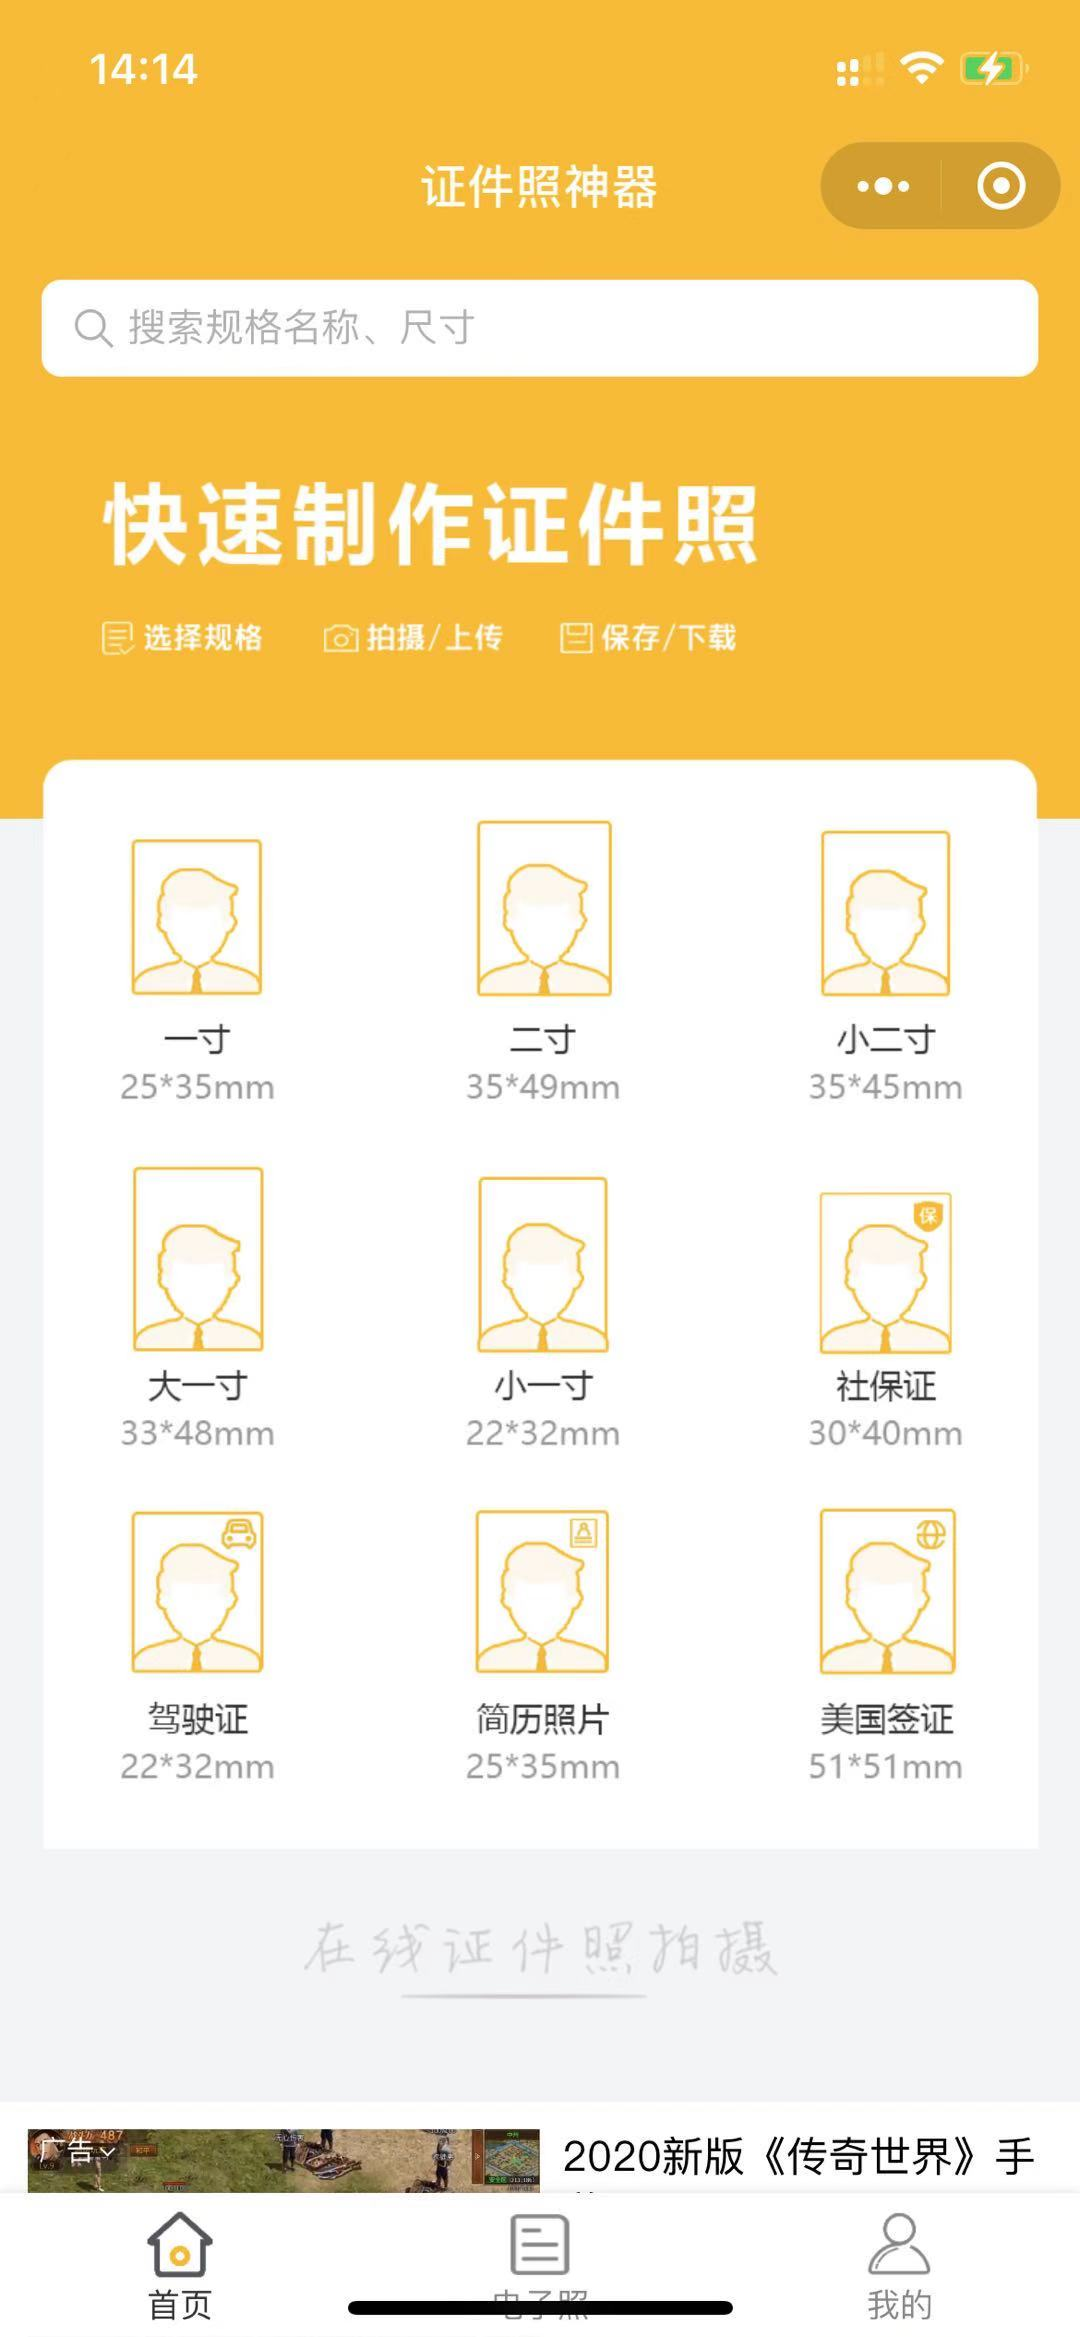 14:14
证件照神器
搜索规格名称、尺寸
快速制作证件照
选择规格 拍摄/上传 保存/下载
一寸 二寸 小二寸
25*35mm 35*49mm 35*45mm
保
大一寸 小一寸 社保证
33*48mm 22*32mm 30*40mm
驾驶证 简历照片 美国签证
22*32mm 25*35mm 51*51mm
在线证件照拍摄
广告
2020新版《传奇世界》手
首页 电子照 我的